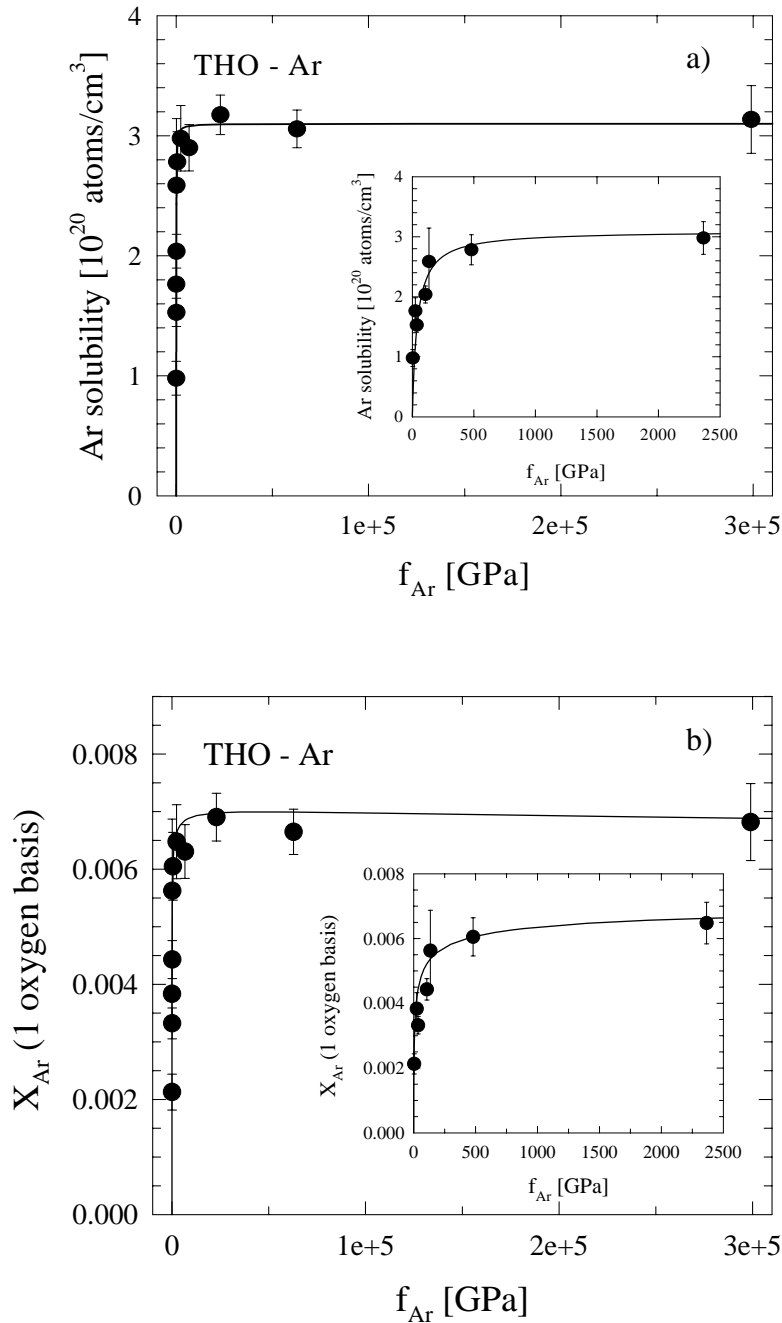 4
3
2
1
0
Ar solubility [10^20 atoms/cm^3]
THO - Ar
a)
4
3
2
1
0
Ar solubility [10^20 atoms/cm^3]
0 500 1000 1500 2000 2500
f_Ar [GPa]
0 1e+5 2e+5 3e+5
f_Ar [GPa]
0.008
0.006
0.004
0.002
0.000
X_Ar (1 oxygen basis)
THO - Ar
b)
0.008
0.006
0.004
0.002
0.000
X_Ar (1 oxygen basis)
0 500 1000 1500 2000 2500
f_Ar [GPa]
0 1e+5 2e+5 3e+5
f_Ar [GPa]